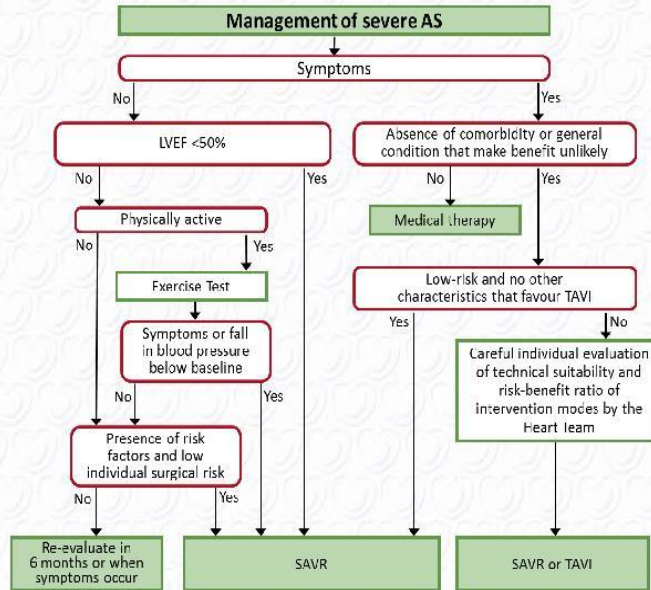 Management of severe AS
Symptoms
No
Yes
LVEF <50%
Absence of comorbidity or general
condition that make benefit unlikely
No
Yes
No
Yes
Physically active
Medical therapy
No
Yes
Exercise Test
Low-risk and no other
characteristics that favour TAVI
Symptoms or fall
in blood pressure
below baseline
Yes
No
No
Yes
Careful individual evaluation
of technical suitability and
risk-benefit ratio of
intervention modes by the
Heart Team
Presence of risk
factors and low
individual surgical risk
No
Yes
Re-evaluate in
6 months or when
symptoms occur
SAVR
SAVR or TAVI